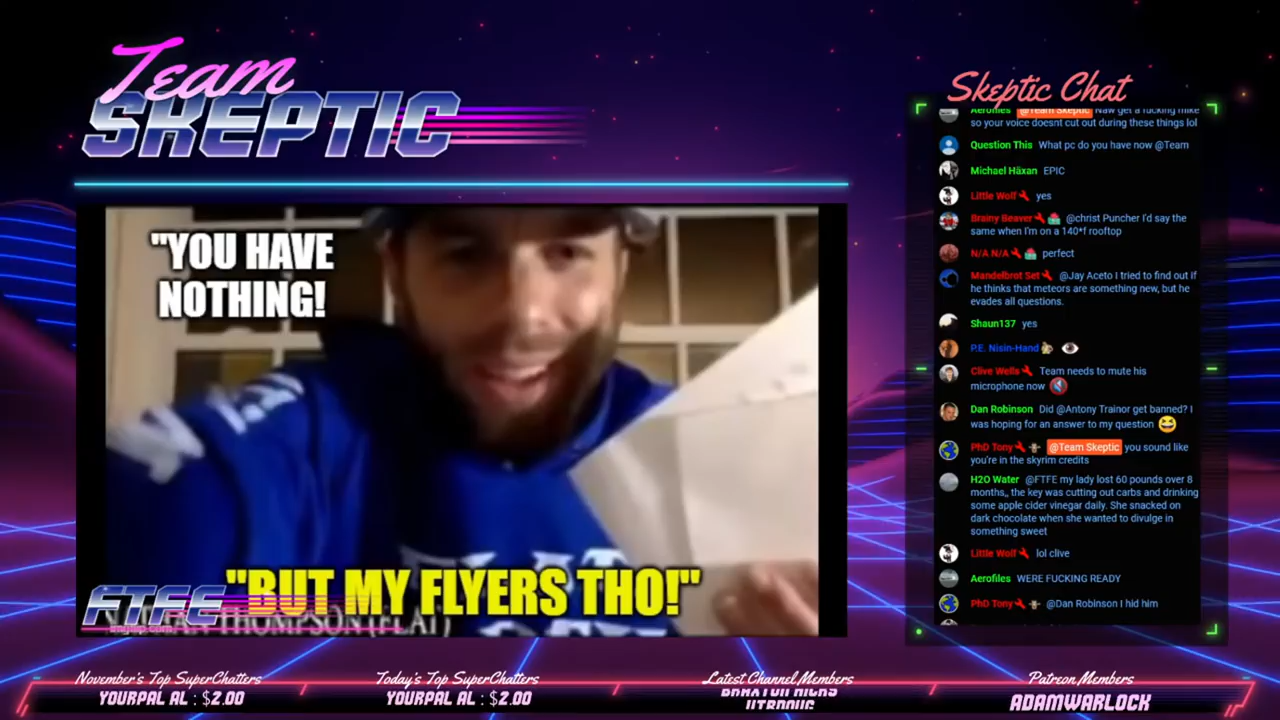 Team
SKEPTIC
"YOU HAVE
NOTHING!
"BUT MY FLYERS THO!"
FTFE
THOMPSON (FLAT)
Skeptic Chat
Aerofiles @Team Skeptic Naw get a fucking mike
so your voice doesnt cut out during these things lol
Question This What pc do you have now @Team
Michael Häxan EPIC
Little Wolf yes
Brainy Beaver @christ Puncher I'd say the
same when I'm on a 140*f rooftop
N/A N/A perfect
Mandelbrot Set @Jay Aceto I tried to find out if
he thinks that meteors are something new, but he
evades all questions.
Shaun137 yes
P.E. Nisin-Hand
Clive Wells Team needs to mute his
microphone now
Dan Robinson Did @Antony Trainor get banned? I
was hoping for an answer to my question
PhD Tony @Team Skeptic you sound like
you're in the skyrim credits
H2O Water @FTFE my lady lost 60 pounds over 8
months,, the key was cutting out carbs and drinking
some apple cider vinegar daily. She snacked on
dark chocolate when she wanted to divulge in
something sweet
Little Wolf lol clive
Aerofiles WERE FUCKING READY
PhD Tony @Dan Robinson I hid him
November's Top SuperChatters
YOURPAL AL : $2.00
Today's Top SuperChatters
YOURPAL AL : $2.00
Latest Channel Members
BRAXTON HICKS
Patreon Members
ADAMWARLOCK